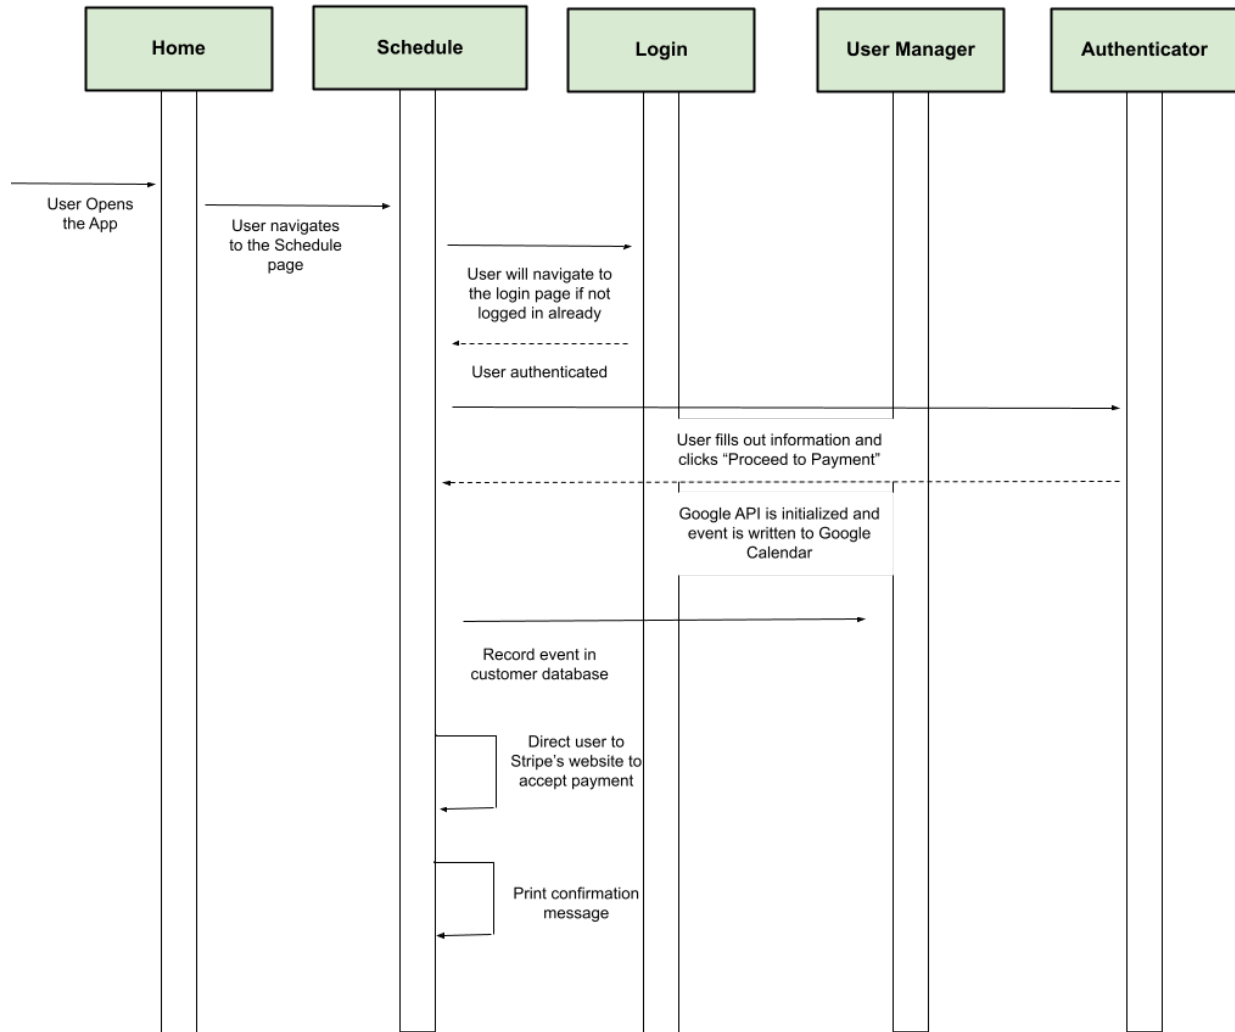 Home
Schedule
Login
User Manager
Authenticator
User Opens
the App
User navigates
to the Schedule
page
User will navigate to
the login page if not
logged in already
User authenticated
User fills out information and
clicks “Proceed to Payment”
Google API is initialized and
event is written to Google
Calendar
Record event in
customer database
Direct user to
Stripe’s website to
accept payment
Print confirmation
message